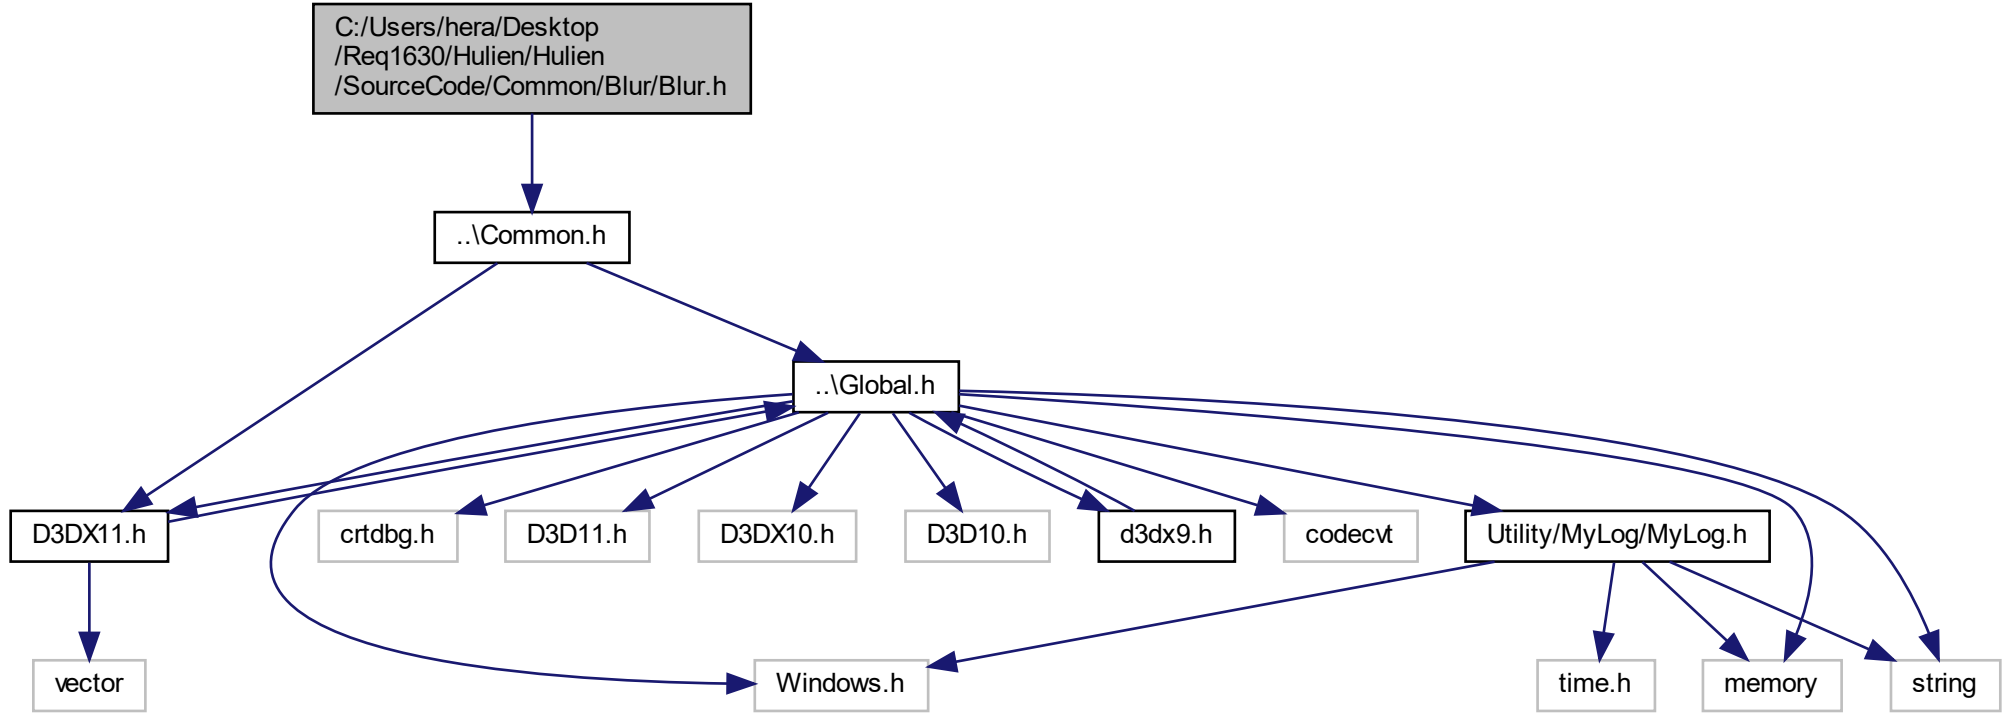 C:/Users/hera/Desktop
/Req1630/Hulien/Hulien
/SourceCode/Common/Blur/Blur.h
..\Common.h
..\Global.h
D3DX11.h
crtdbg.h
D3D11.h
D3DX10.h
D3D10.h
d3dx9.h
codecvt
Utility/MyLog/MyLog.h
vector
Windows.h
time.h
memory
string